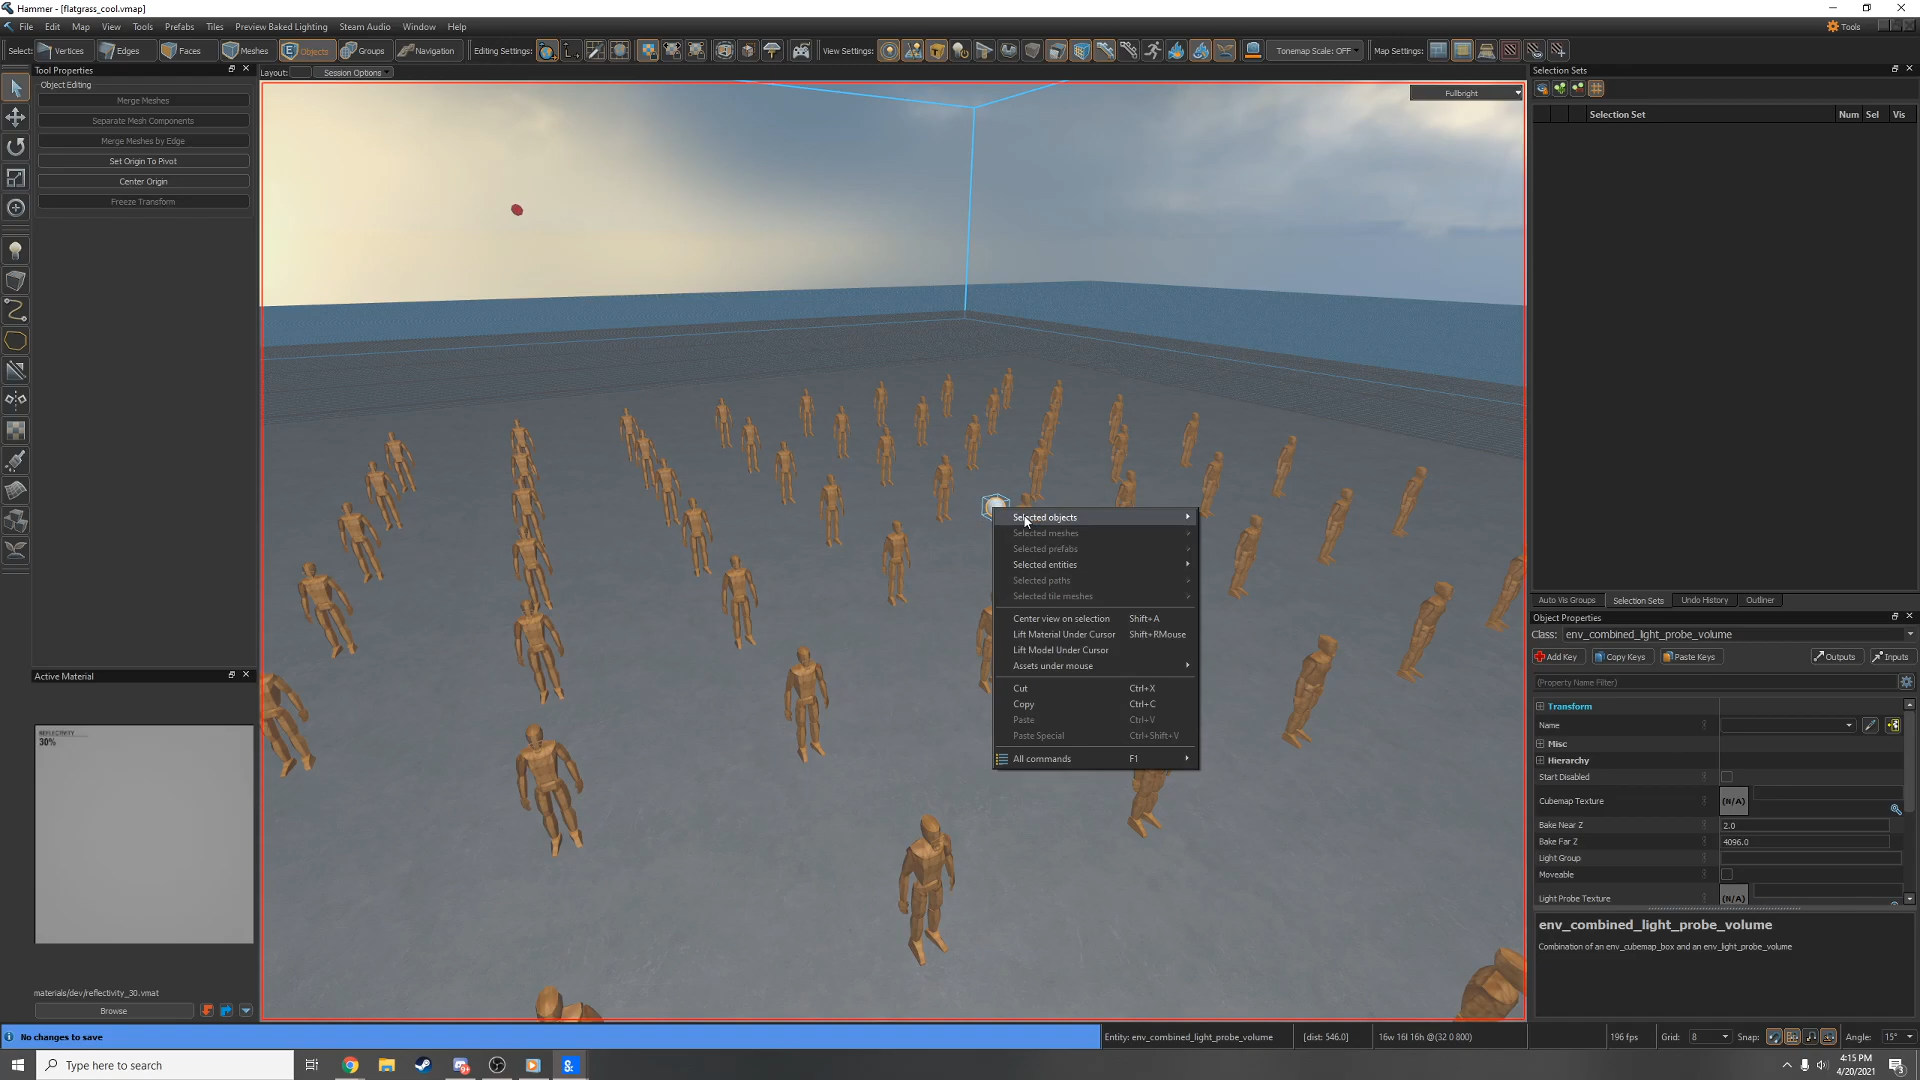 Hammer - [flatgrass_cool.vmap]
File Edit Map View Tools Prefabs Tiles Preview Baked Lighting Steam Audio Window Help
Tools
Select: Vertices Edges Faces Meshes Objects Groups Navigation Editing Settings: View Settings: Tonemap Scale: OFF Map Settings:
Tool Properties
Object Editing
Merge Meshes
Separate Mesh Components
Merge Meshes by Edge
Set Origin To Pivot
Center Origin
Freeze Transform
Active Material
REFLECTIVITY
30%
materials/dev/reflectivity_30.vmat
Browse
Layout: Session Options
Fullbright
Selected objects
Selected meshes
Selected prefabs
Selected entities
Selected paths
Selected tile meshes
Center view on selection Shift+A
Lift Material Under Cursor Shift+RMouse
Lift Model Under Cursor
Assets under mouse
Cut Ctrl+X
Copy Ctrl+C
Paste Ctrl+V
Paste Special Ctrl+Shift+V
All commands F1
Selection Sets
Selection Set Num Sel Vis
Auto Vis Groups Selection Sets Undo History Outliner
Object Properties
Class: env_combined_light_probe_volume
Add Key Copy Keys Paste Keys Outputs Inputs
(Property Name Filter)
Transform
Name
Misc
Hierarchy
Start Disabled
Cubemap Texture (N/A)
Bake Near Z 2.0
Bake Far Z 4096.0
Light Group
Moveable
Light Probe Texture (N/A)
env_combined_light_probe_volume
Combination of an env_cubemap_box and an env_light_probe_volume
No changes to save
Entity: env_combined_light_probe_volume [dist: 546.0] 16w 16l 16h @(32 0 800) 196 fps Grid: 8 Snap: Angle: 15°
Type here to search
4:15 PM
4/20/2021